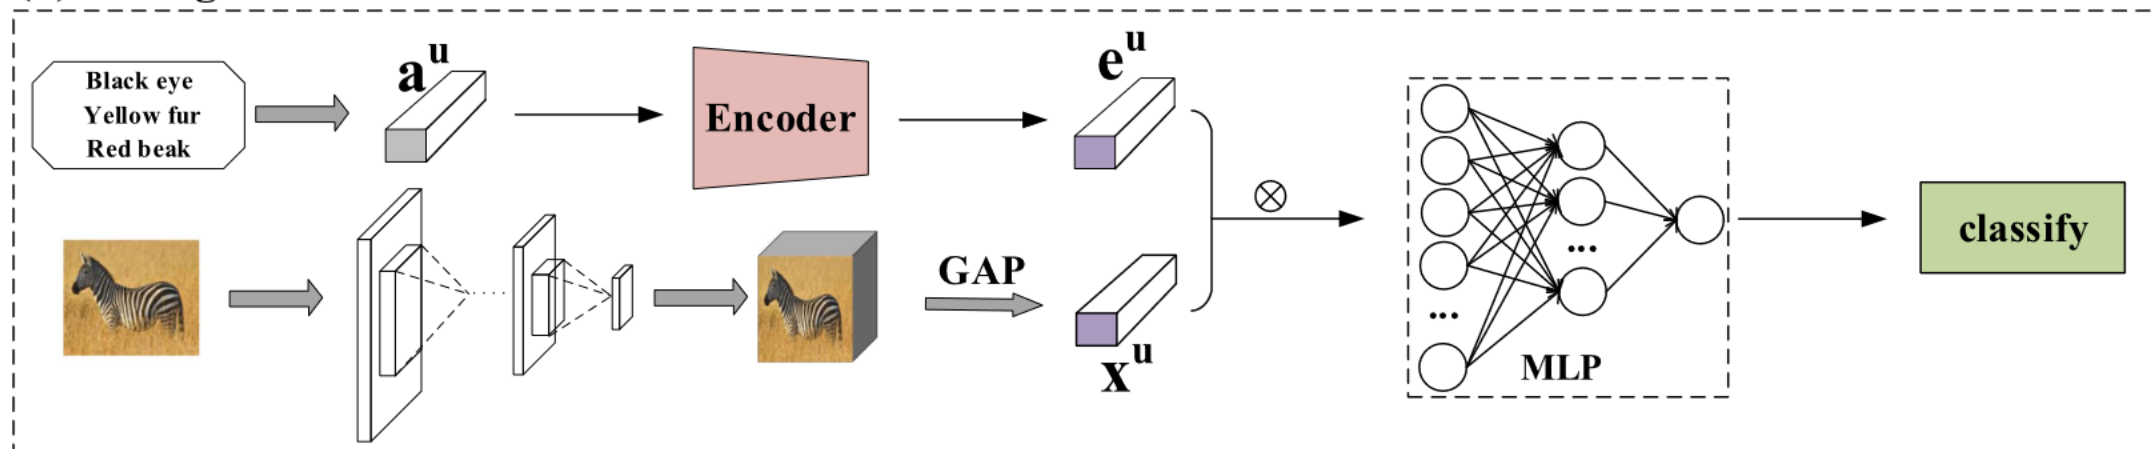 Black eye
Yellow fur
Red beak
a^u
Encoder
e^u
GAP
x^u
⊗
...
...
MLP
classify